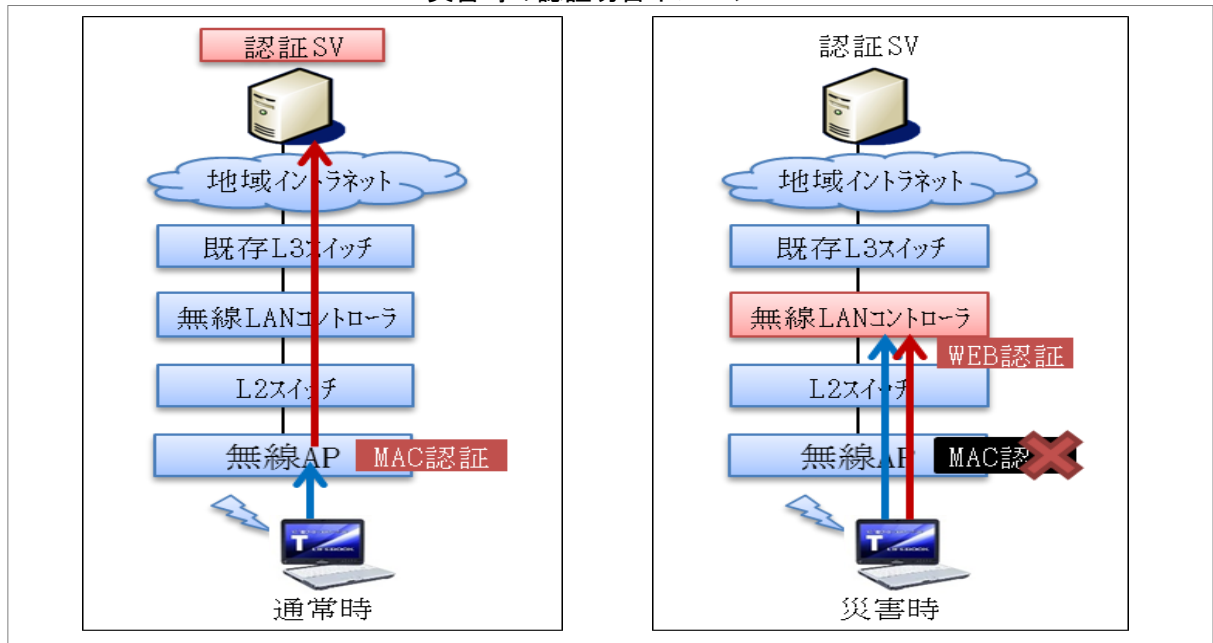 認証SV
地域イントラネット
既存L3スイッチ
無線LANコントローラ
L2スイッチ
無線AP MAC認証
通常時
認証SV
地域イントラネット
既存L3スイッチ
無線LANコントローラ
WEB認証
L2スイッチ
無線AP MAC認
災害時